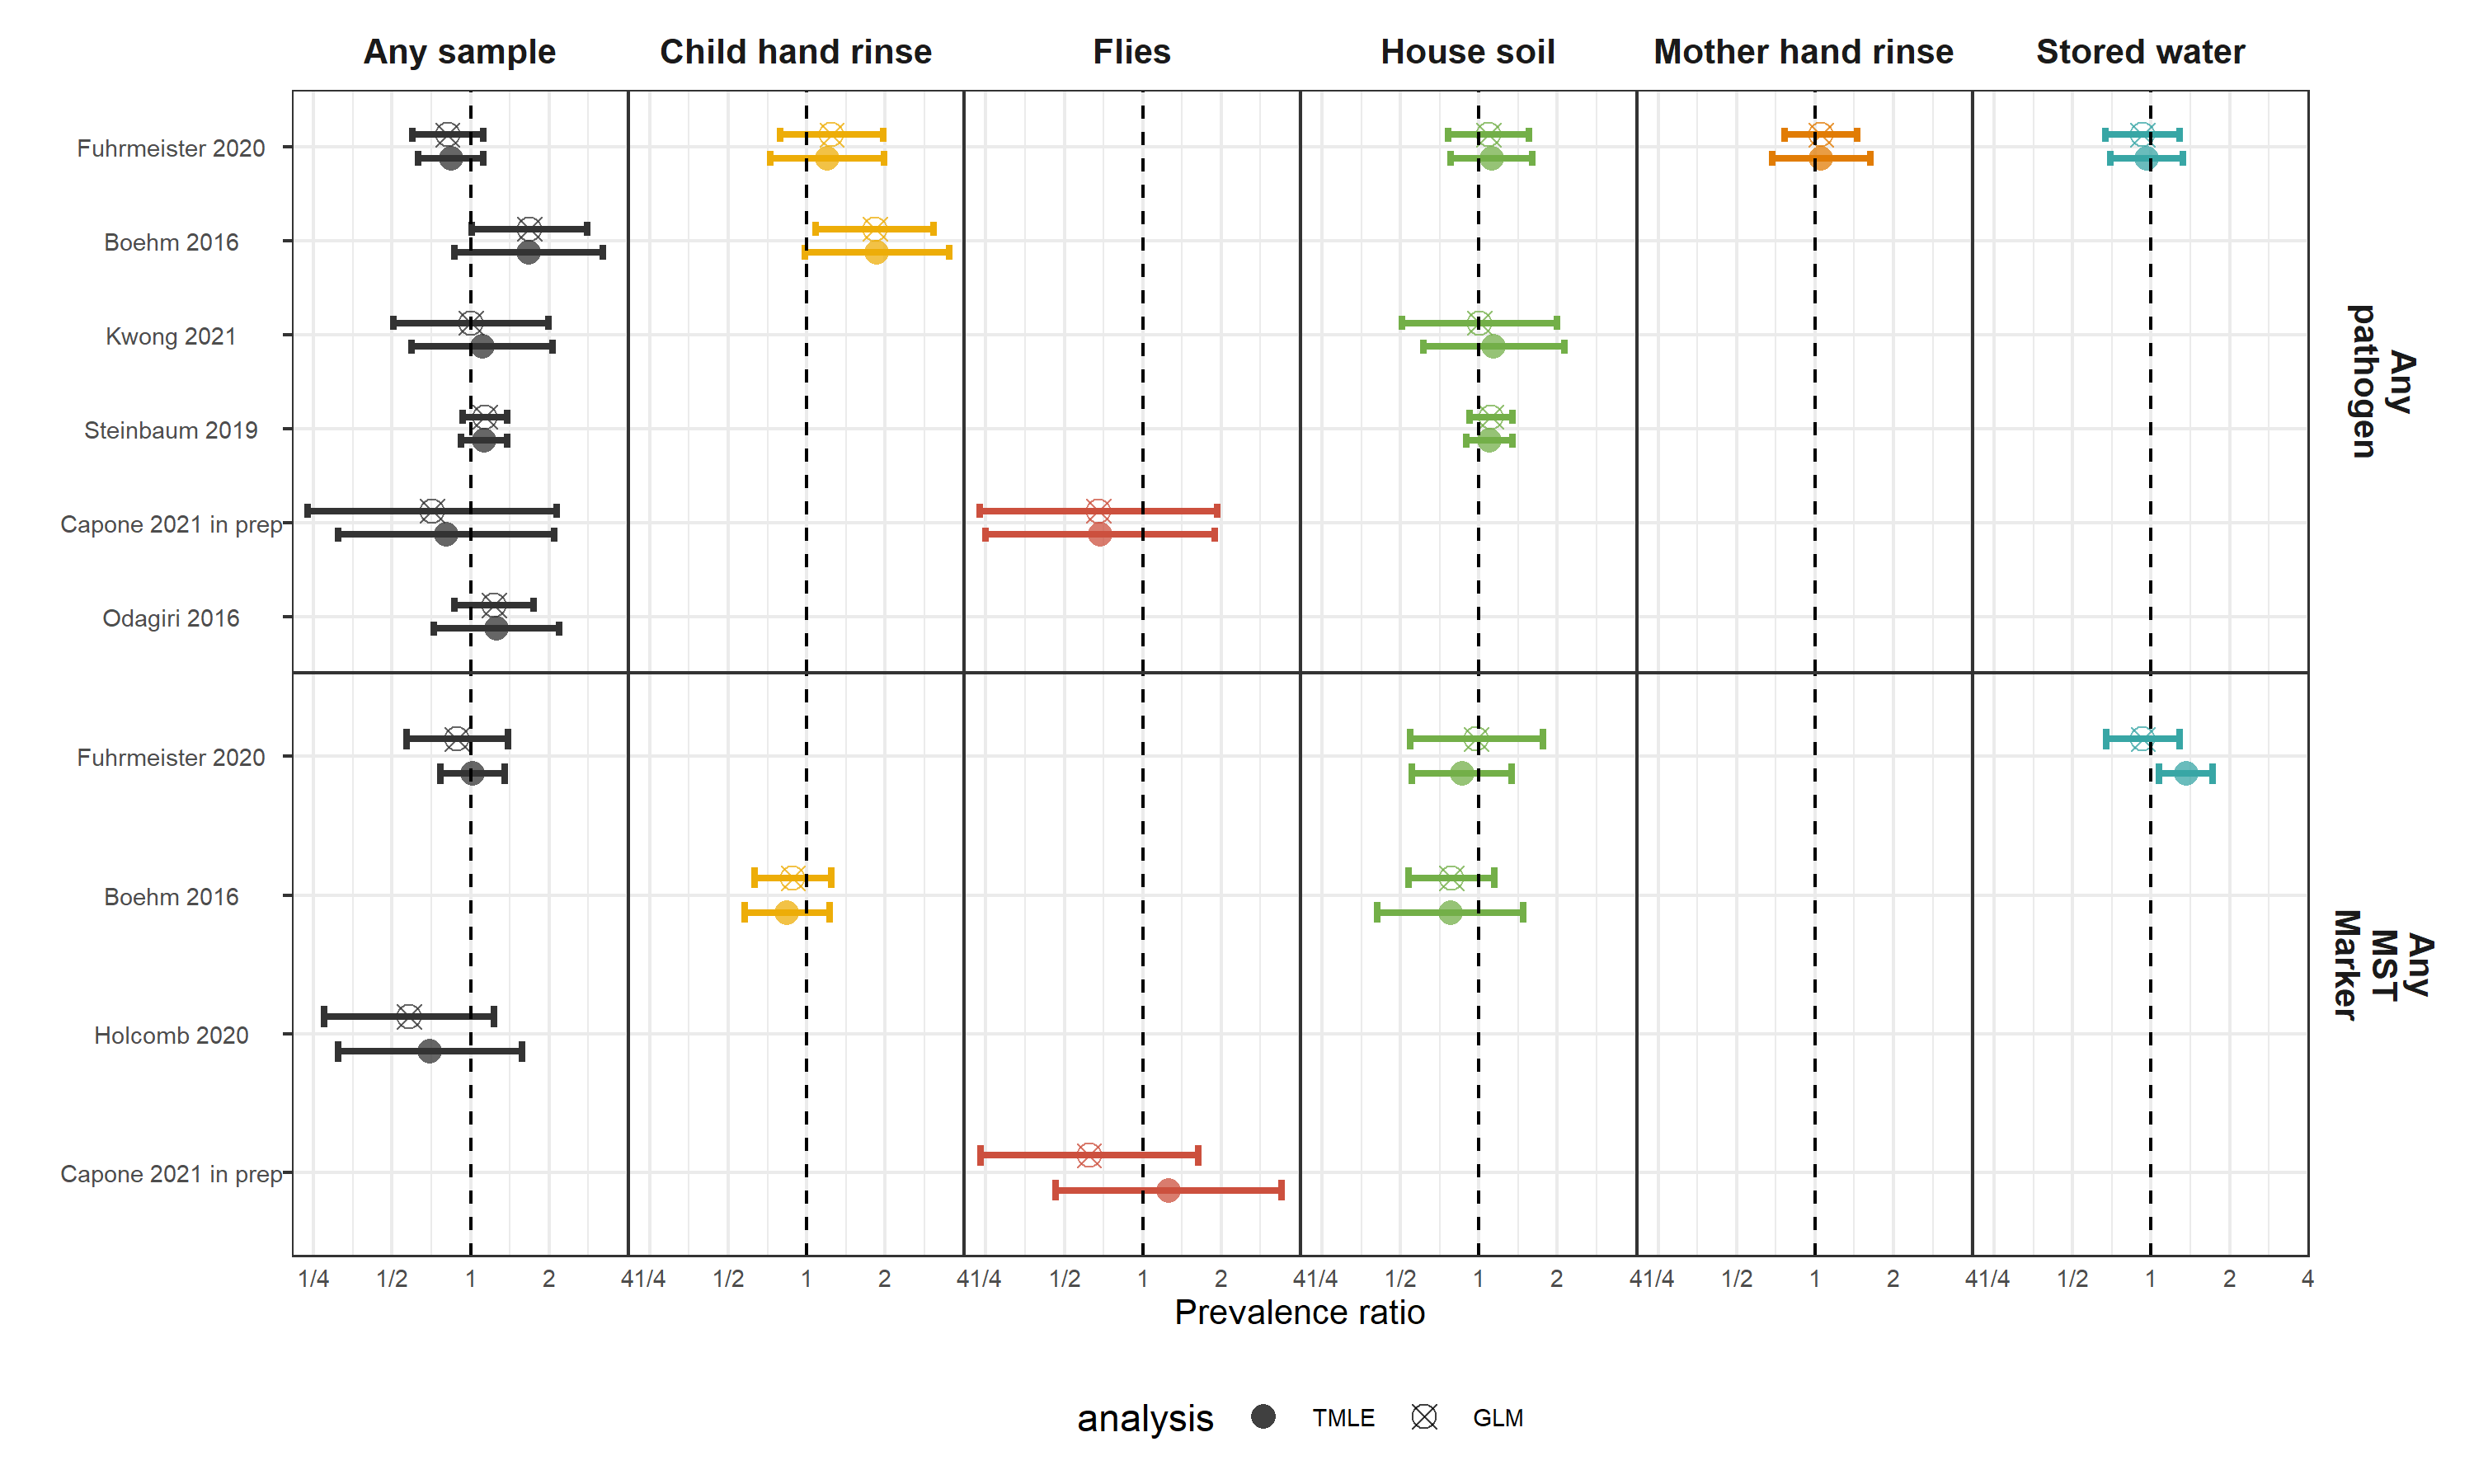 Any sample
Child hand rinse
Flies
House soil
Mother hand rinse
Stored water
Fuhrmeister 2020
Boehm 2016
Kwong 2021
Steinbaum 2019
Capone 2021 in prep
Odagiri 2016
Any
pathogen
Fuhrmeister 2020
Boehm 2016
Holcomb 2020
Capone 2021 in prep
Any
MST
Marker
1/4 1/2 1 2 41/4 1/2 1 2 41/4 1/2 1 2 41/4 1/2 1 2 41/4 1/2 1 2 41/4 1/2 1 2 4
Prevalence ratio
analysis TMLE GLM